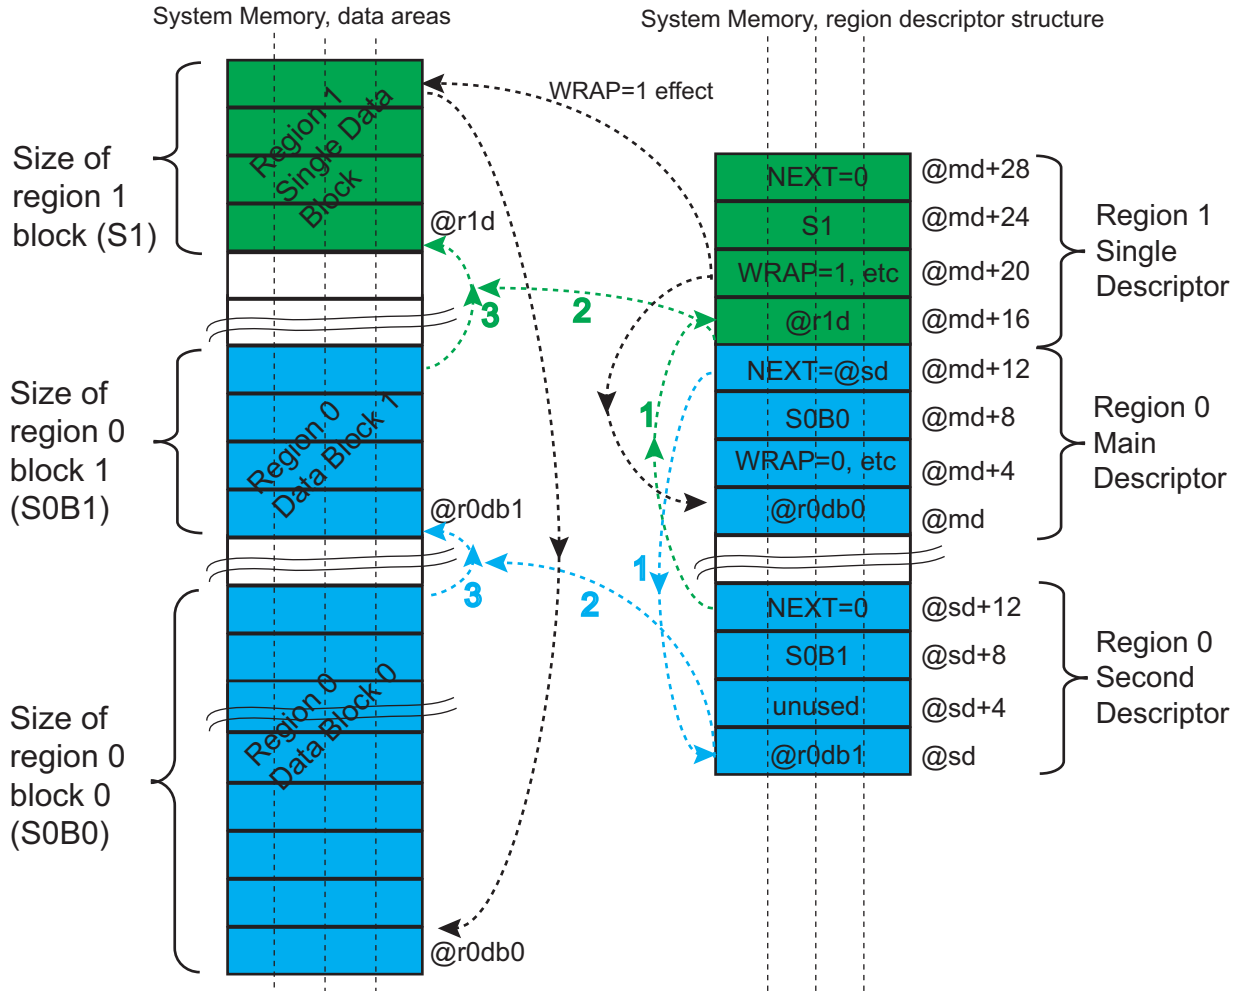 System Memory, data areas
System Memory, region descriptor structure
WRAP=1 effect
Size of
region 1
block (S1)
Region 1
Single Data
Block
@r1d
3
2
1
Size of
region 0
block 1
(S0B1)
Region 0
Data Block 1
@r0db1
3
2
1
Size of
region 0
block 0
(S0B0)
Region 0
Data Block 0
@r0db0
NEXT=0
@md+28
S1
@md+24
WRAP=1, etc
@md+20
@r1d
@md+16
Region 1
Single
Descriptor
NEXT=@sd
@md+12
S0B0
@md+8
WRAP=0, etc
@md+4
@r0db0
@md
Region 0
Main
Descriptor
NEXT=0
@sd+12
S0B1
@sd+8
unused
@sd+4
@r0db1
@sd
Region 0
Second
Descriptor